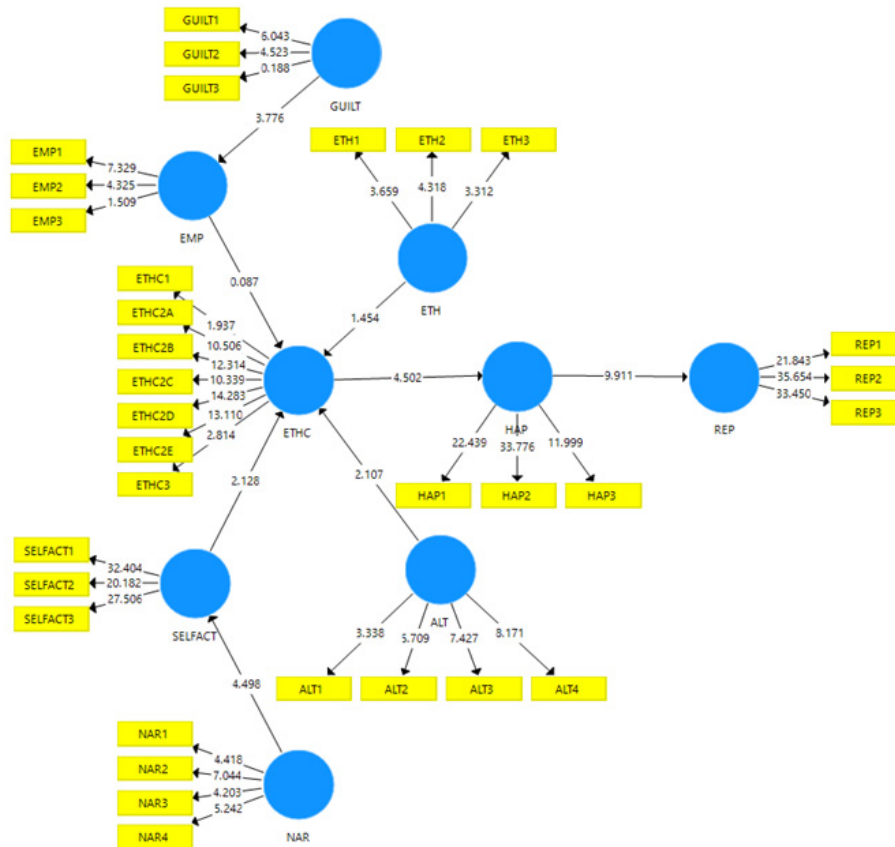 GUILT1
6.043
GUILT2
4.523
GUILT3
0.188
GUILT
3.776
ETH1
ETH2
ETH3
3.659
4.318
3.312
EMP1
7.329
EMP2
4.325
EMP3
1.509
EMP
0.087
ETH
1.454
ETHC1
1.937
ETHC2A
10.506
ETHC2B
12.314
ETHC2C
10.339
ETHC2D
14.283
ETHC2E
13.110
ETHC3
2.814
ETHC
4.502
HAP
9.911
REP
21.843
REP1
35.654
REP2
33.450
REP3
22.439
33.776
11.999
HAP1
HAP2
HAP3
2.128
2.107
SELFACT1
32.404
SELFACT2
20.182
SELFACT3
27.506
SELFACT
ALT
3.338
5.709
7.427
8.171
ALT1
ALT2
ALT3
ALT4
4.498
NAR1
4.418
NAR2
7.044
NAR3
4.203
NAR4
5.242
NAR